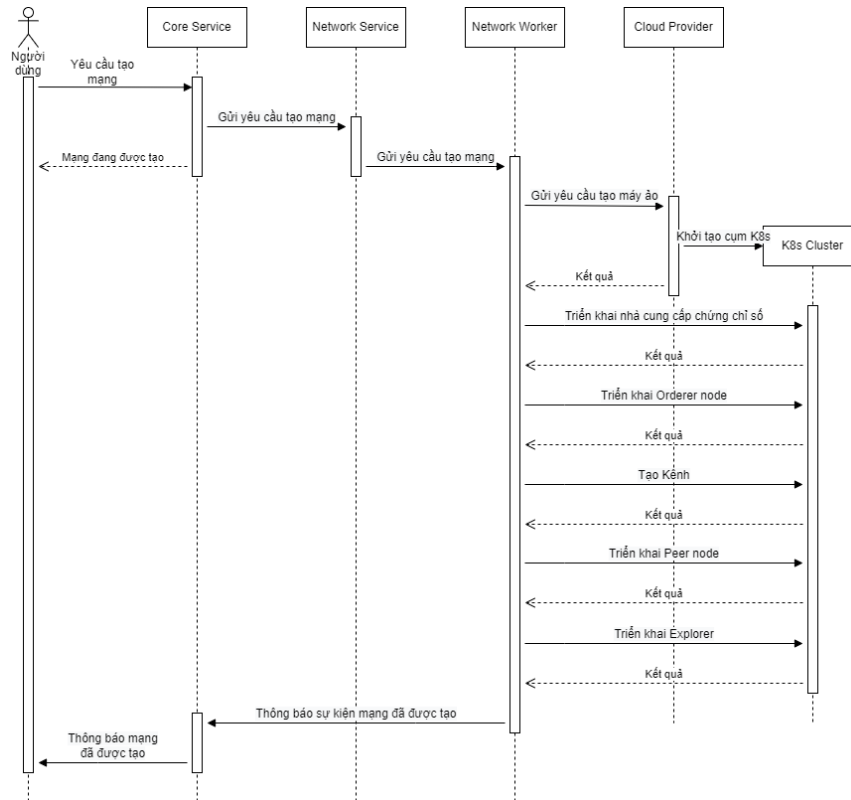 Core Service
Network Service
Network Worker
Cloud Provider
Người
dùng
Yêu cầu tạo
mạng
Gửi yêu cầu tạo mạng
Mạng đang được tạo
Gửi yêu cầu tạo mạng
Gửi yêu cầu tạo máy ảo
Khởi tạo cụm K8s
K8s Cluster
Kết quả
Triển khai nhà cung cấp chứng chỉ số
Kết quả
Triển khai Orderer node
Kết quả
Tạo Kênh
Kết quả
Triển khai Peer node
Kết quả
Triển khai Explorer
Kết quả
Thông báo sự kiện mạng đã được tạo
Thông báo mạng
đã được tạo